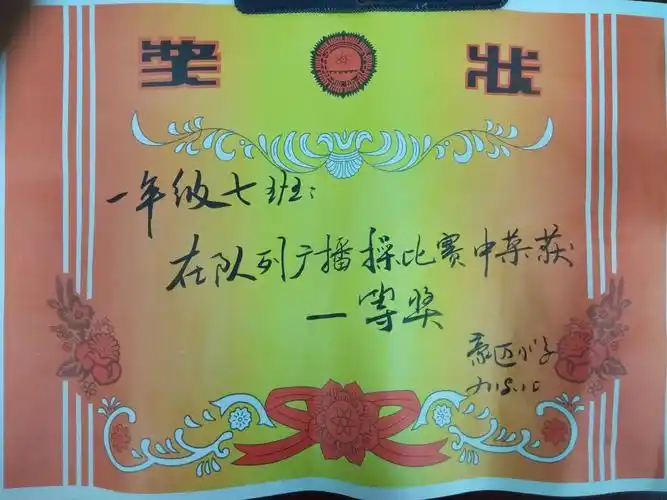 奖状
一年级七班：
在队列广播操比赛中荣获
一等奖